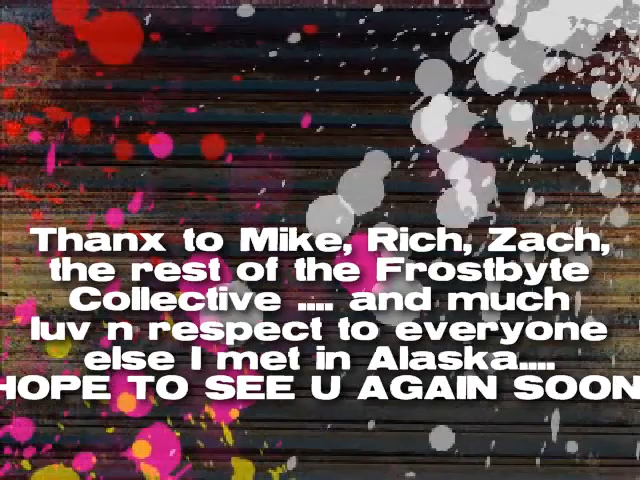 Thanx to Mike, Rich, Zach,
the rest of the Frostbyte
Collective .... and much
luv n respect to everyone
else I met in Alaska....
HOPE TO SEE U AGAIN SOON